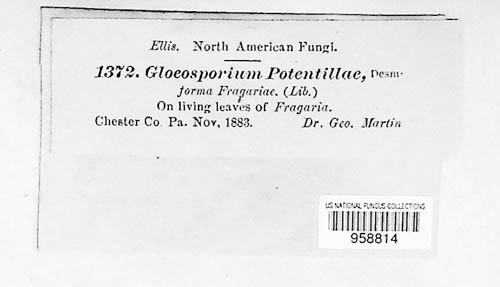 Ellis. North American Fungi.
1372. Gloeosporium Potentillae, Desm-
forma Fragariae. (Lib.)
On living leaves of Fragaria.
Chester Co. Pa. Nov, 1883. Dr. Geo. Martin
US NATIONAL FUNGUS COLLECTIONS
958814